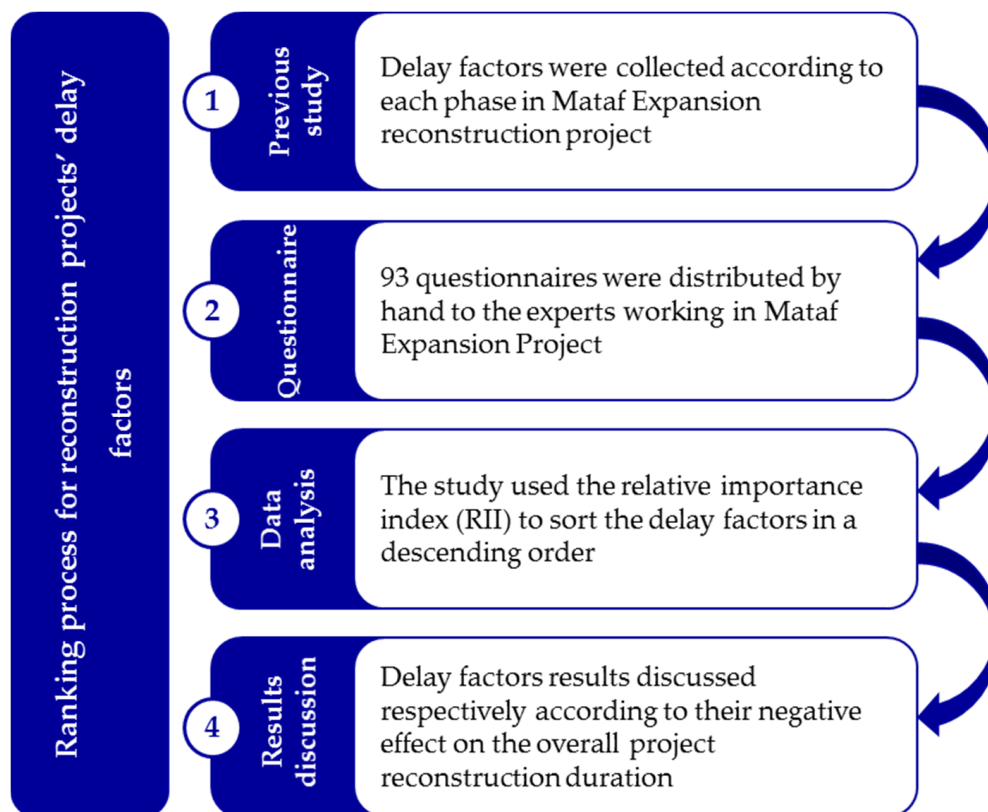 Ranking process for reconstruction projects’ delay
factors
1
Previous
study
Delay factors were collected according to
each phase in Mataf Expansion
reconstruction project
2
Questionnaire
93 questionnaires were distributed by
hand to the experts working in Mataf
Expansion Project
3
Data
analysis
The study used the relative importance
index (RII) to sort the delay factors in a
descending order
4
Results
discussion
Delay factors results discussed
respectively according to their negative
effect on the overall project
reconstruction duration